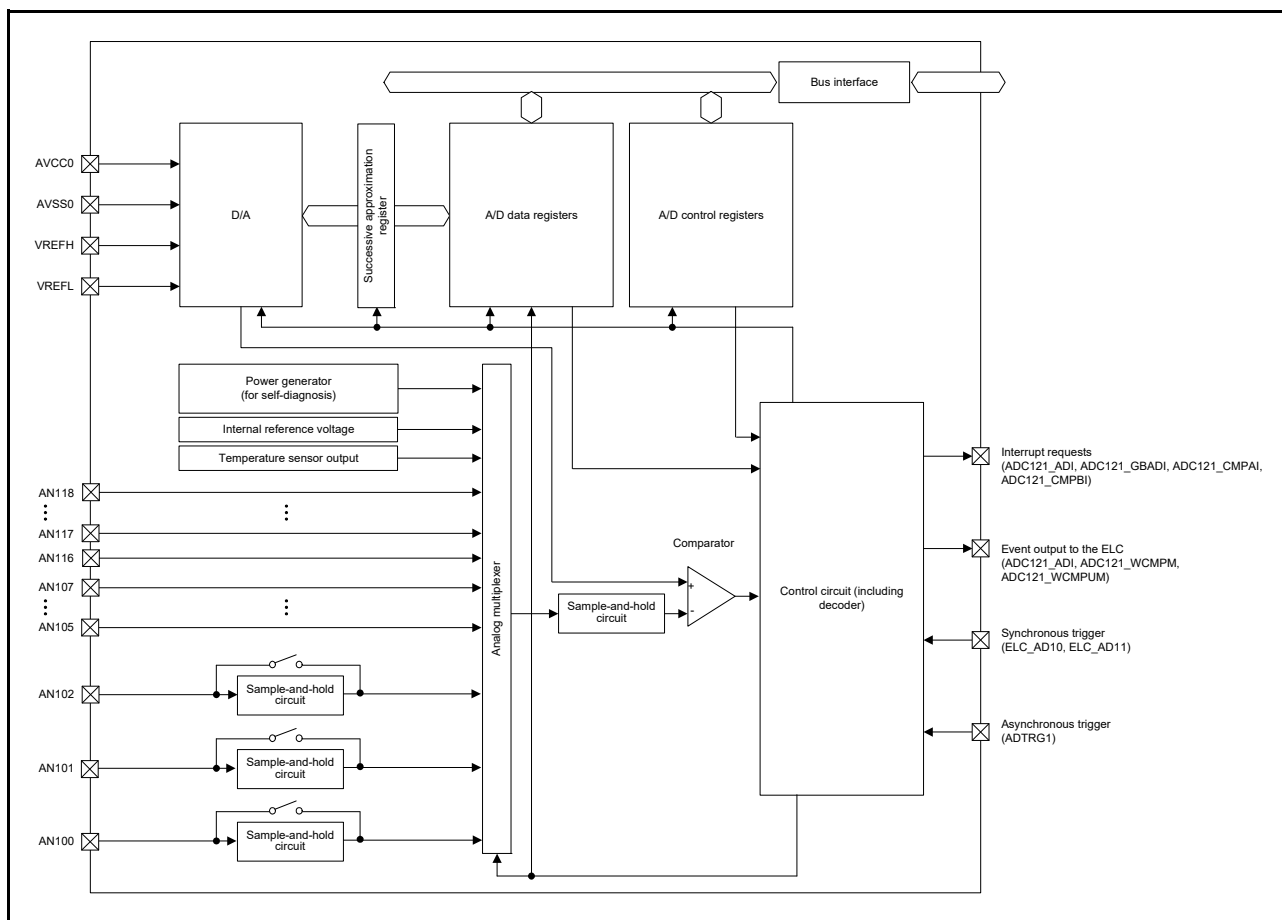 Bus interface
AVCC0
AVSS0
VREFH
VREFL
D/A
Successive approximation
register
A/D data registers
A/D control registers
Power generator
(for self-diagnosis)
Internal reference voltage
Temperature sensor output
AN118
AN117
AN116
AN107
AN105
AN102
AN101
AN100
Sample-and-hold
circuit
Sample-and-hold
circuit
Sample-and-hold
circuit
Analog multiplexer
Sample-and-hold
circuit
Comparator
+
-
Control circuit (including
decoder)
Interrupt requests
(ADC121_ADI, ADC121_GBADI, ADC121_CMPAI,
ADC121_CMPBI)
Event output to the ELC
(ADC121_ADI, ADC121_WCMPM,
ADC121_WCMPUM)
Synchronous trigger
(ELC_AD10, ELC_AD11)
Asynchronous trigger
(ADTRG1)